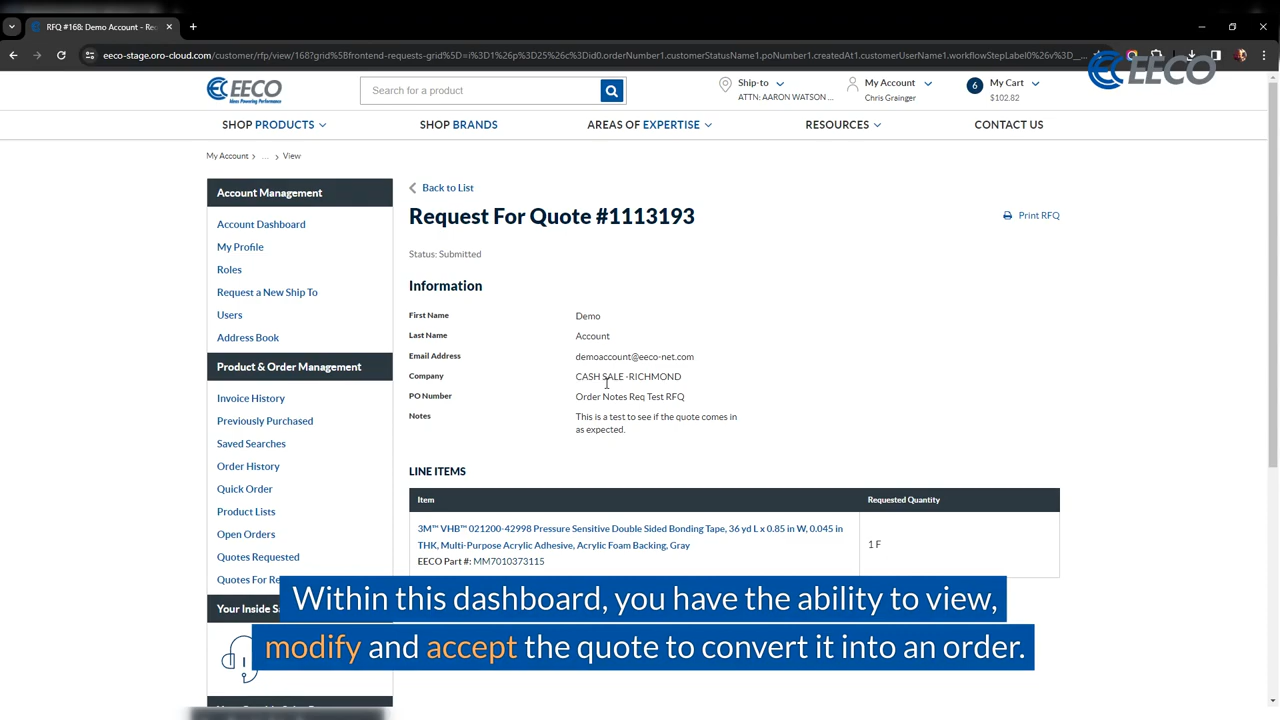 RFQ #168: Demo Account - Re
eeco-stage.oro-cloud.com/customer/rfp/view/168?grid%5Bfrontend-requests-grid%5D=i%3D1%26p%3D25%26c%3Did0.orderNumber1.customerStatusName1.poNumber1.createdAt1.customerUserName1.workflowStepLabel0%26v%3D__...
EECO
EECO
Ideas Powering Performance
Search for a product
Ship-to
ATTN: AARON WATSON ...
My Account
Chris Grainger
6
My Cart
$102.82
SHOP PRODUCTS
SHOP BRANDS
AREAS OF EXPERTISE
RESOURCES
CONTACT US
My Account > ... > View
Account Management
Account Dashboard
My Profile
Roles
Request a New Ship To
Users
Address Book
Product & Order Management
Invoice History
Previously Purchased
Saved Searches
Order History
Quick Order
Product Lists
Open Orders
Quotes Requested
Quotes For Re
Your Inside Sa
Back to List
Request For Quote #1113193
Print RFQ
Status: Submitted
Information
First Name Demo
Last Name Account
Email Address demoaccount@eeco-net.com
Company CASH SALE -RICHMOND
PO Number Order Notes Req Test RFQ
Notes This is a test to see if the quote comes in
as expected.
LINE ITEMS
Item Requested Quantity
3M™ VHB™ 021200-42998 Pressure Sensitive Double Sided Bonding Tape, 36 yd L x 0.85 in W, 0.045 in
THK, Multi-Purpose Acrylic Adhesive, Acrylic Foam Backing, Gray
1 F
EECO Part #: MM7010373115
Within this dashboard, you have the ability to view,
modify and accept the quote to convert it into an order.